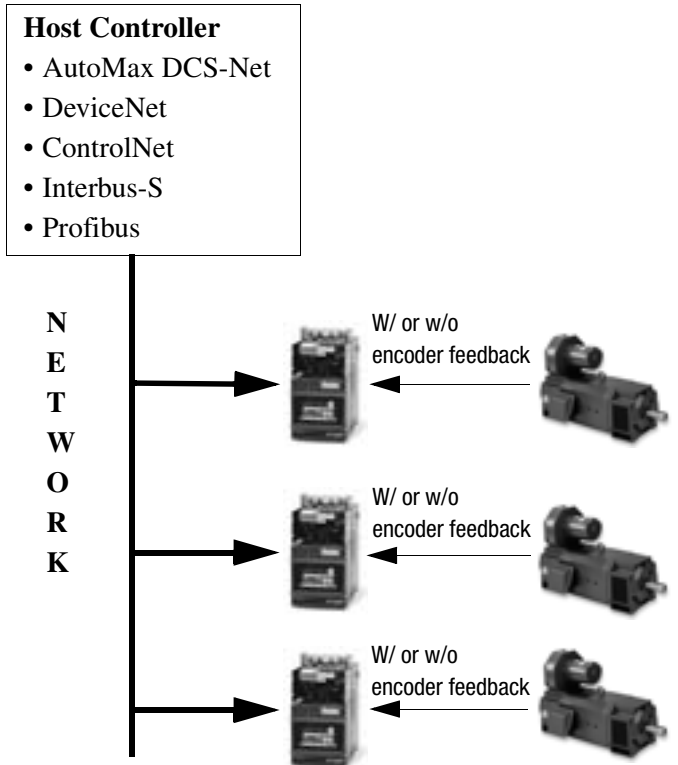 Host Controller
• AutoMax DCS-Net
• DeviceNet
• ControlNet
• Interbus-S
• Profibus
N
E
T
W
O
R
K
W/ or w/o
encoder feedback
W/ or w/o
encoder feedback
W/ or w/o
encoder feedback